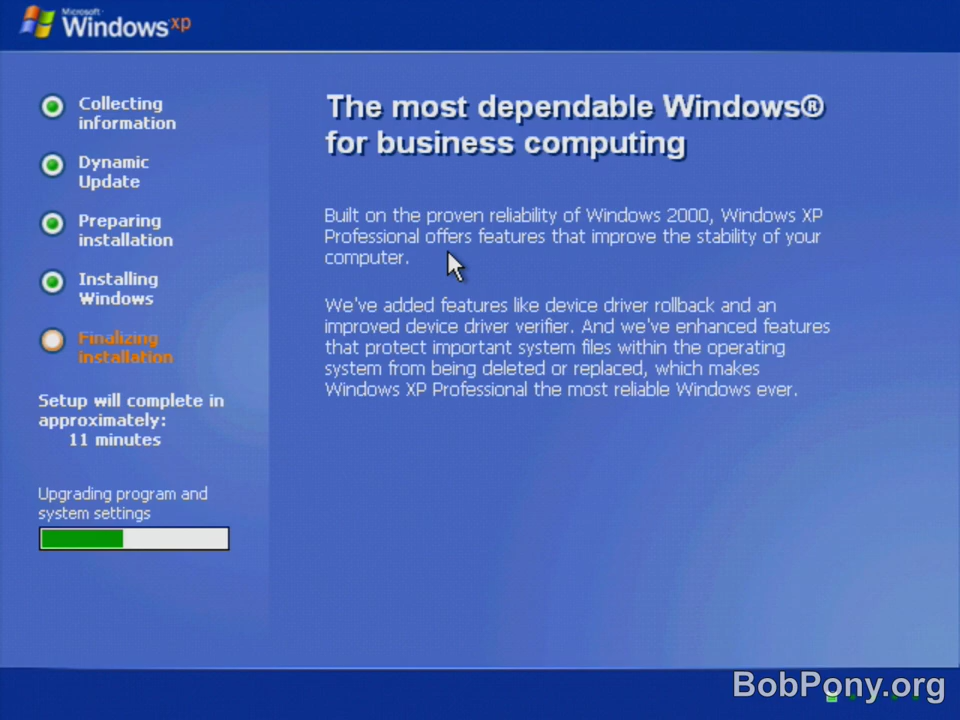 Microsoft®
Windows xp
Collecting
information
Dynamic
Update
Preparing
installation
Installing
Windows
Finalizing
installation
Setup will complete in
approximately:
11 minutes
Upgrading program and
system settings
The most dependable Windows®
for business computing
Built on the proven reliability of Windows 2000, Windows XP
Professional offers features that improve the stability of your
computer.
We've added features like device driver rollback and an
improved device driver verifier. And we've enhanced features
that protect important system files within the operating
system from being deleted or replaced, which makes
Windows XP Professional the most reliable Windows ever.
BobPony.org